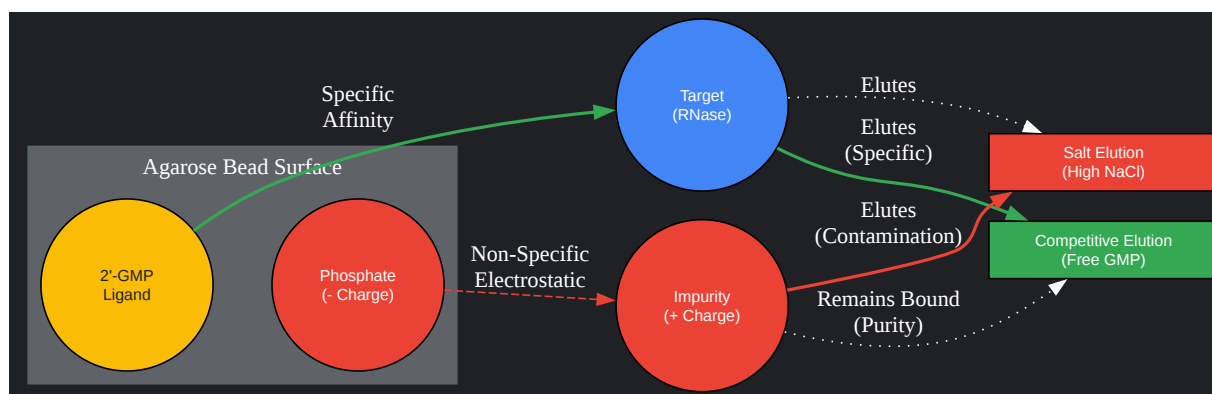 Specific
Affinity
Agarose Bead Surface
2'-GMP
Ligand
Phosphate
(- Charge)
Non-Specific
Electrostatic
Target
(RNase)
Impurity
(+ Charge)
Elutes
Elutes
(Specific)
Elutes
(Contamination)
Remains Bound
(Purity)
Salt Elution
(High NaCl)
Competitive Elution
(Free GMP)